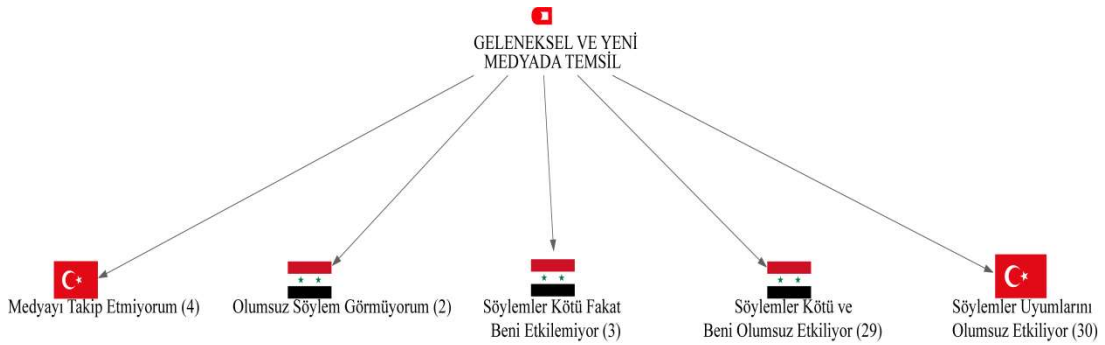 GELENEKSEL VE YENİ
MEDYADA TEMSİL
Medyayı Takip Etmiyorum (4)
Olumsuz Söylem Görmüyorum (2)
Söylemler Kötü Fakat
Beni Etkilemiyor (3)
Söylemler Kötü ve
Beni Olumsuz Etkiliyor (29)
Söylemler Uyumlarını
Olumsuz Etkiliyor (30)